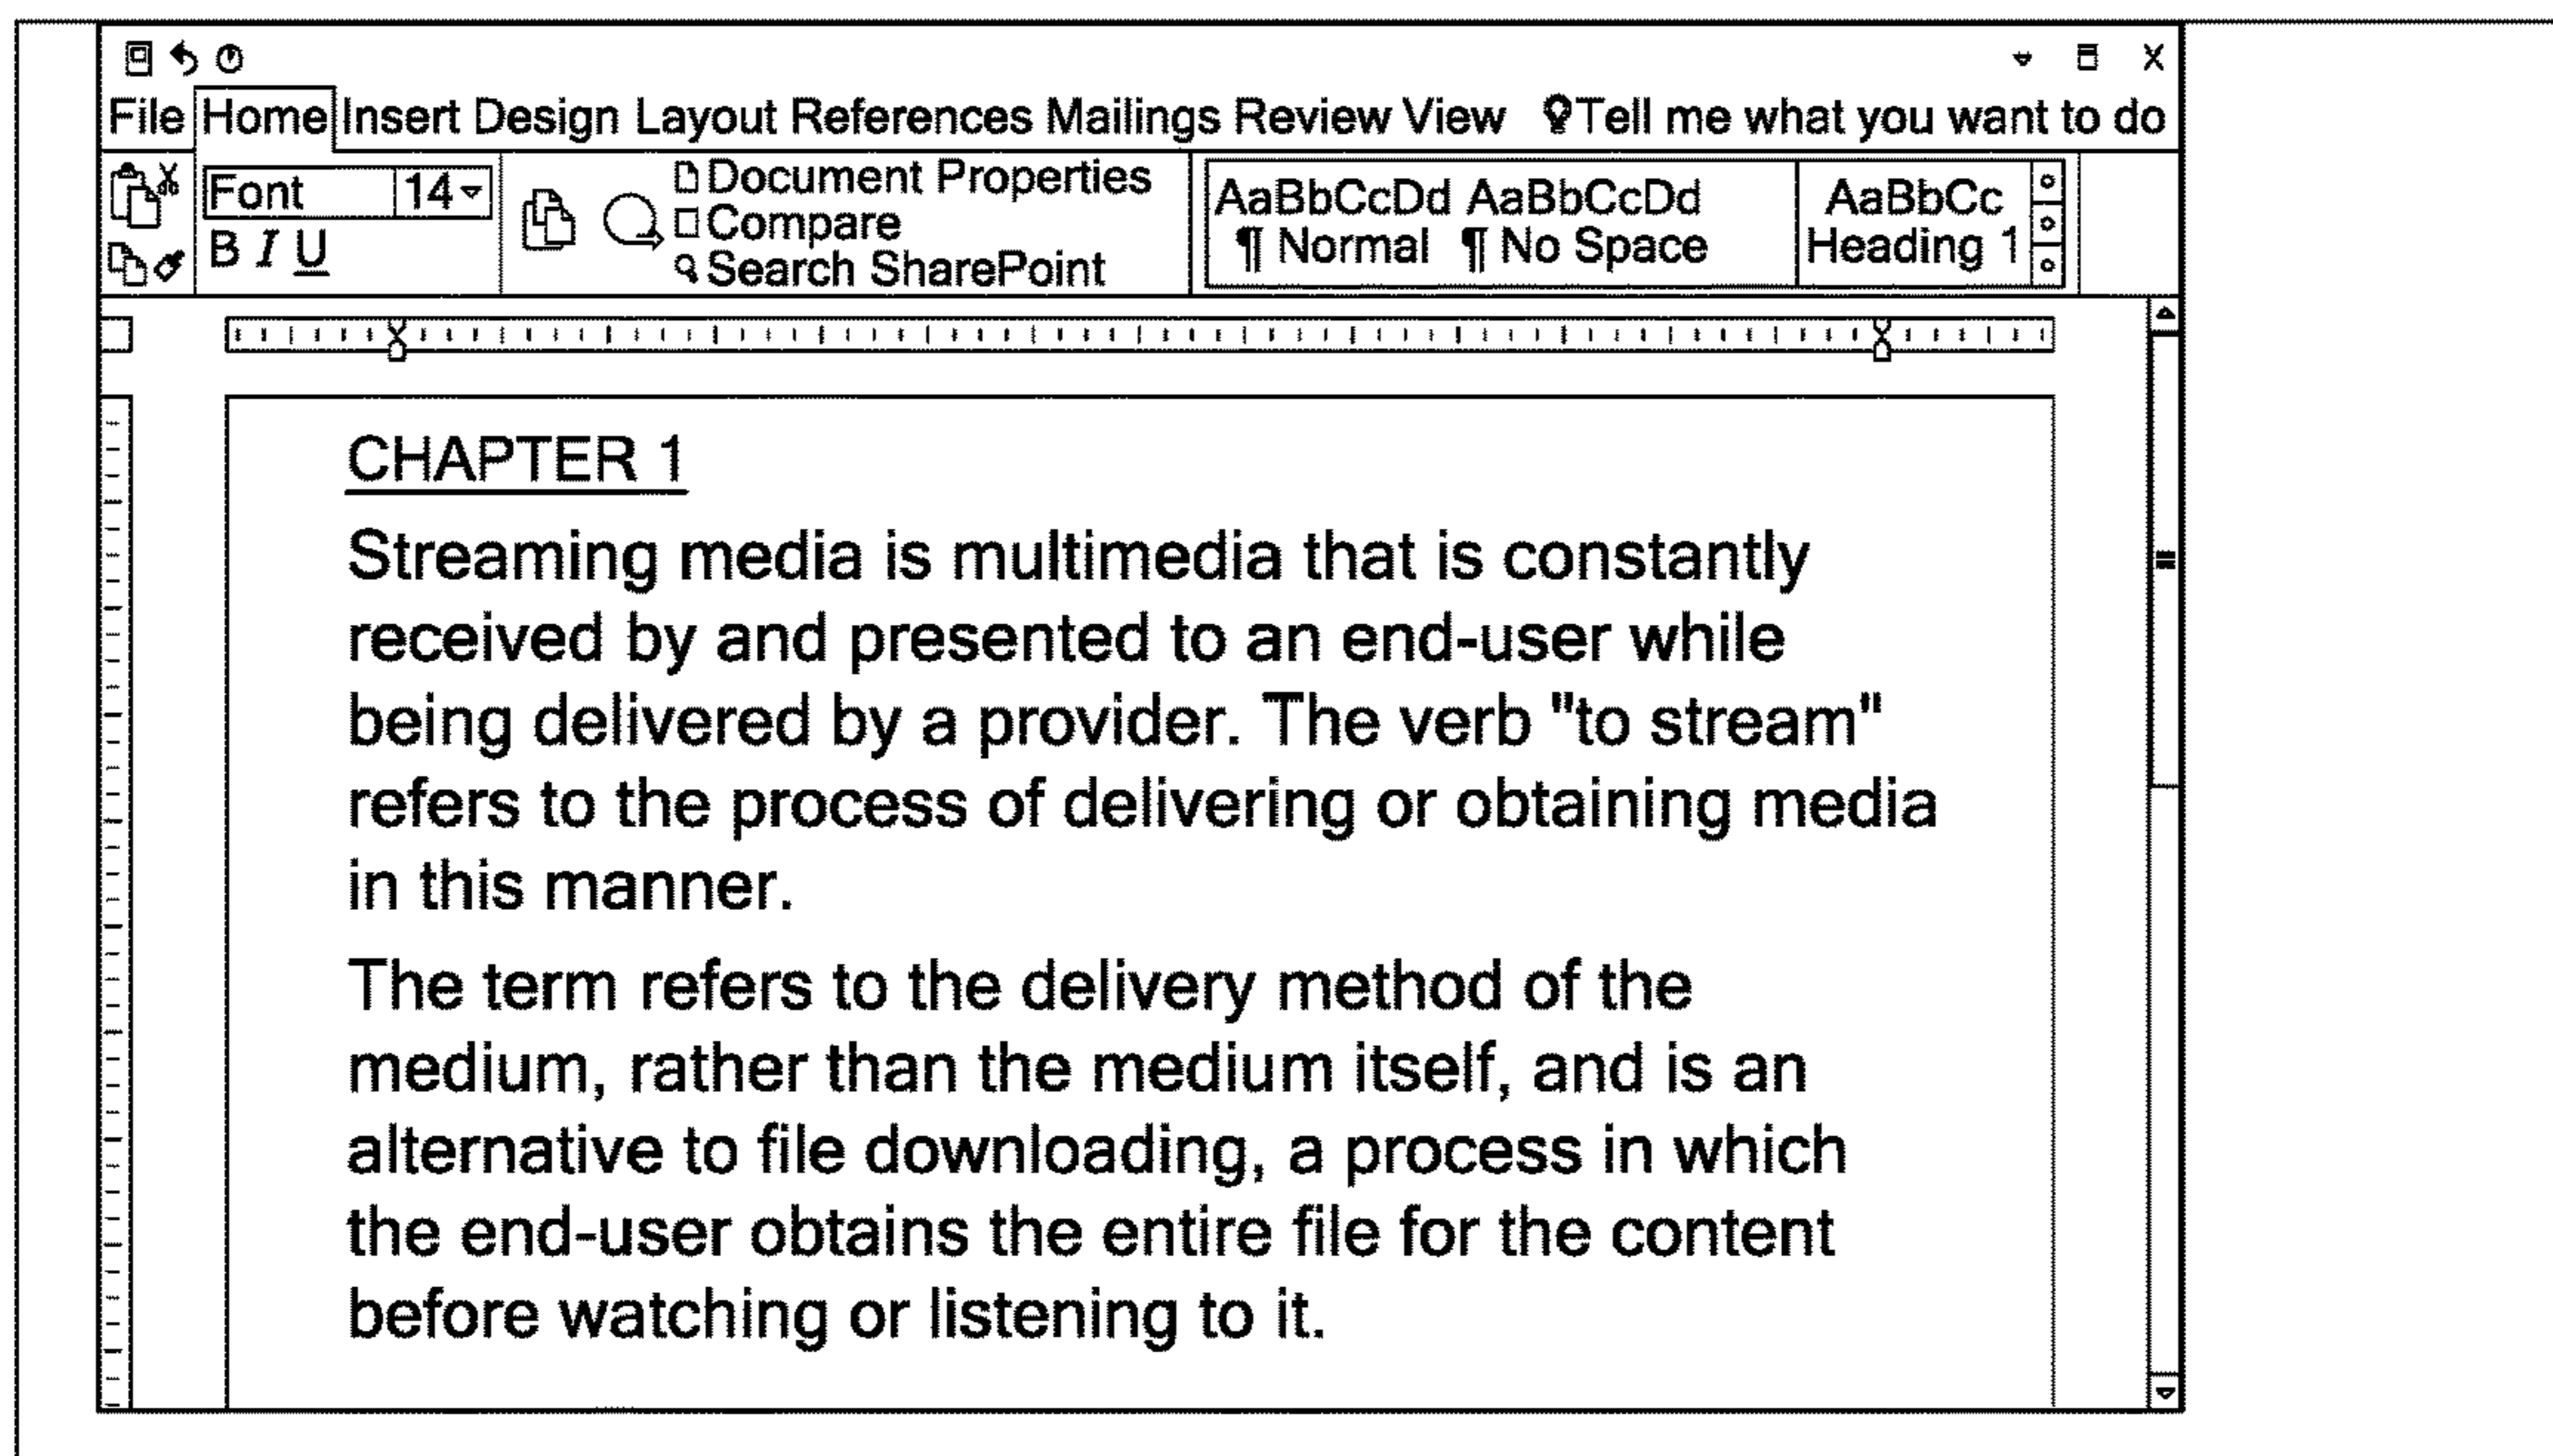 File Home Insert Design Layout References Mailings Review View Tell me what you want to do
Font 14
B I U
Document Properties
Compare
Search SharePoint
AaBbCcDd AaBbCcDd AaBbCc
¶ Normal ¶ No Space Heading 1
CHAPTER 1
Streaming media is multimedia that is constantly
received by and presented to an end-user while
being delivered by a provider. The verb "to stream"
refers to the process of delivering or obtaining media
in this manner.
The term refers to the delivery method of the
medium, rather than the medium itself, and is an
alternative to file downloading, a process in which
the end-user obtains the entire file for the content
before watching or listening to it.